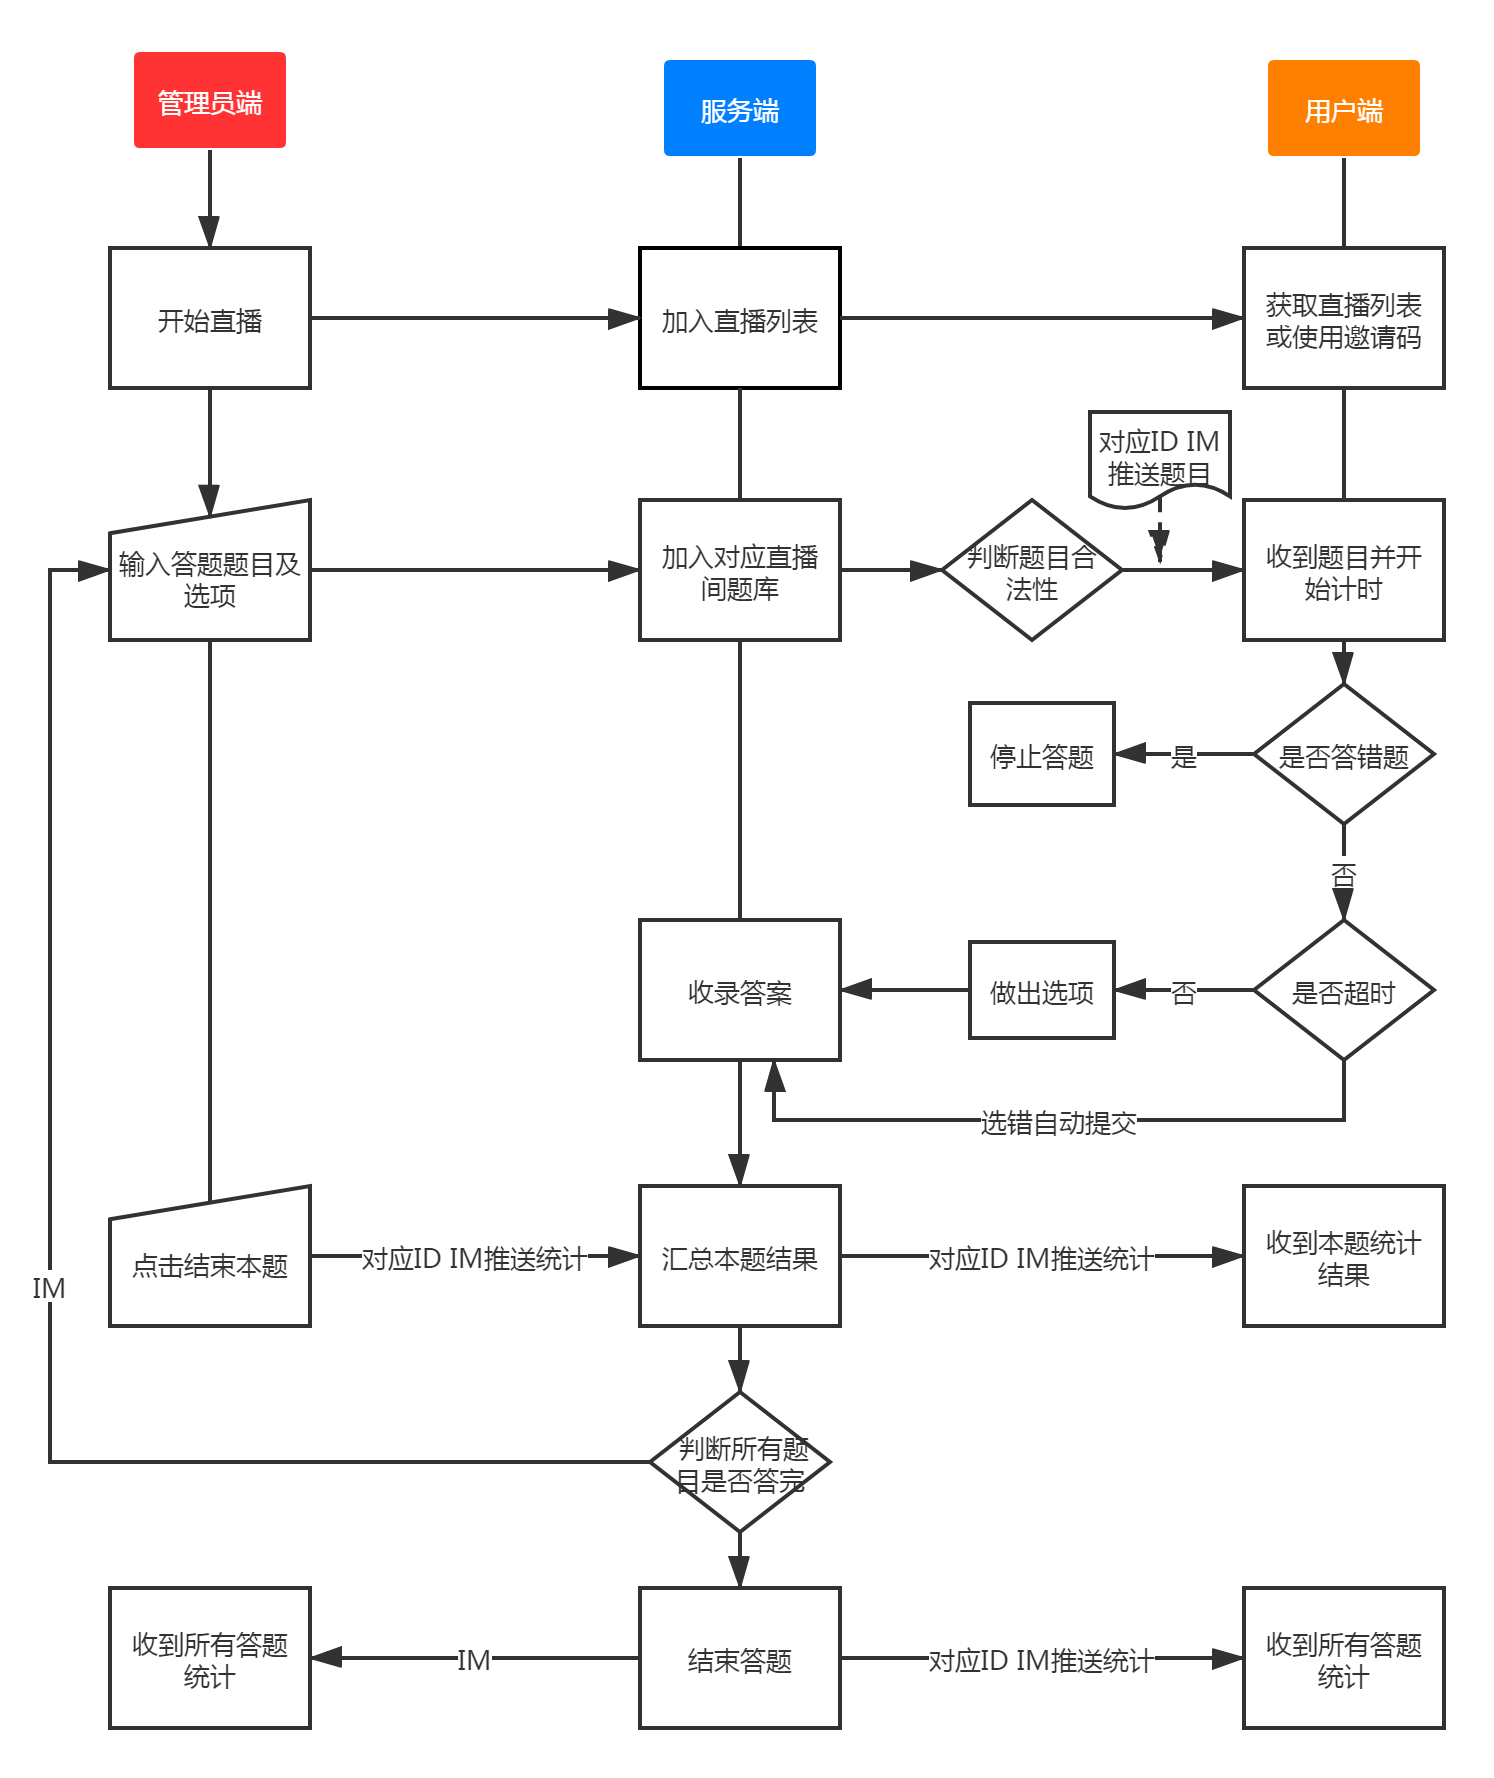 管理员端
服务端
用户端
开始直播
加入直播列表
获取直播列表
或使用邀请码
对应ID IM
推送题目
输入答题题目及
选项
加入对应直播
间题库
判断题目合
法性
收到题目并开
始计时
停止答题
是
是否答错题
否
收录答案
做出选项
否
是否超时
选错自动提交
点击结束本题
对应ID IM推送统计
汇总本题结果
对应ID IM推送统计
收到本题统计
结果
IM
判断所有题
目是否答完
收到所有答题
统计
IM
结束答题
对应ID IM推送统计
收到所有答题
统计